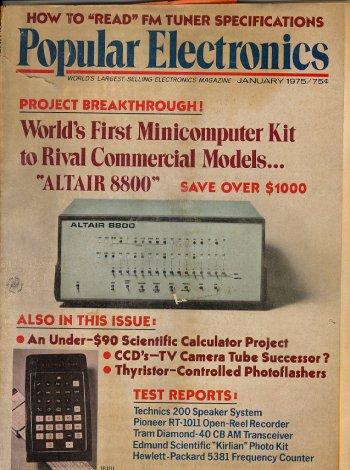 HOW TO "READ" FM TUNER SPECIFICATIONS
Popular Electronics
WORLD'S LARGEST-SELLING ELECTRONICS MAGAZINE JANUARY 1975/75¢
PROJECT BREAKTHROUGH!
World's First Minicomputer Kit
to Rival Commercial Models...
"ALTAIR 8800" SAVE OVER $1000
ALTAIR 8800
ALSO IN THIS ISSUE:
• An Under-$90 Scientific Calculator Project
• CCD's-TV Camera Tube Successor?
• Thyristor-Controlled Photoflashers
TEST REPORTS:
Technics 200 Speaker System
Pioneer RT-1011 Open-Reel Recorder
Tram Diamond-40 CB AM Transceiver
Edmund Scientific "Kirlian" Photo Kit
Hewlett-Packard 5381 Frequency Counter